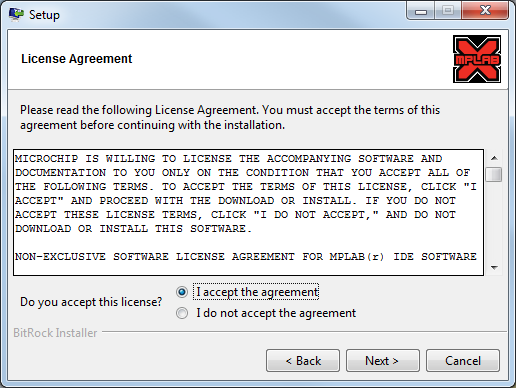 Setup
License Agreement
MPLAB
Please read the following License Agreement. You must accept the terms of this
agreement before continuing with the installation.
MICROCHIP IS WILLING TO LICENSE THE ACCOMPANYING SOFTWARE AND
DOCUMENTATION TO YOU ONLY ON THE CONDITION THAT YOU ACCEPT ALL OF
THE FOLLOWING TERMS. TO ACCEPT THE TERMS OF THIS LICENSE, CLICK "I
ACCEPT" AND PROCEED WITH THE DOWNLOAD OR INSTALL. IF YOU DO NOT
ACCEPT THESE LICENSE TERMS, CLICK "I DO NOT ACCEPT," AND DO NOT
DOWNLOAD OR INSTALL THIS SOFTWARE.
NON-EXCLUSIVE SOFTWARE LICENSE AGREEMENT FOR MPLAB(r) IDE SOFTWARE
Do you accept this license?
I accept the agreement
I do not accept the agreement
BitRock Installer
< Back
Next >
Cancel